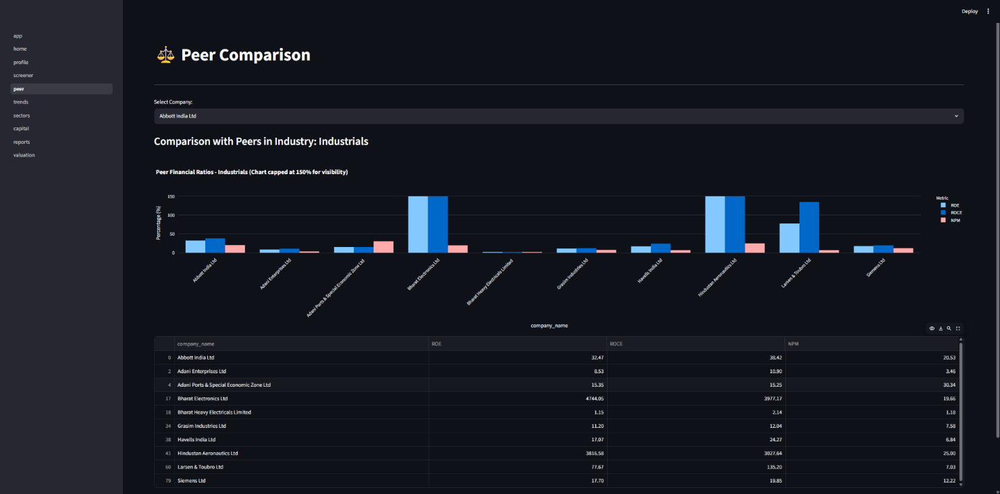 Deploy
app
home
profile
screener
peer
trends
sectors
capital
reports
valuation
Peer Comparison
Select Company:
Abbott India Ltd
Comparison with Peers in Industry: Industrials
Peer Financial Ratios - Industrials (Chart capped at 150% for visibility)
Percentage (%)
150
100
50
0
Metric
ROE
ROCE
NPM
Abbott India Ltd
Adani Enterprises Ltd
Adani Ports & Special Economic Zone Ltd
Bharat Electronics Ltd
Bharat Heavy Electricals Limited
Grasim Industries Ltd
Havells India Ltd
Hindustan Aeronautics Ltd
Larsen & Toubro Ltd
Siemens Ltd
company_name
company_name ROE ROCE NPM
0 Abbott India Ltd 32.47 38.42 20.53
2 Adani Enterprises Ltd 8.53 10.90 3.46
4 Adani Ports & Special Economic Zone Ltd 15.35 15.25 30.34
17 Bharat Electronics Ltd 4744.05 3977.17 19.66
18 Bharat Heavy Electricals Limited 1.15 2.14 1.18
34 Grasim Industries Ltd 11.20 12.04 7.58
38 Havells India Ltd 17.07 24.27 6.84
41 Hindustan Aeronautics Ltd 3816.58 3027.64 25.00
60 Larsen & Toubro Ltd 77.67 135.20 7.03
79 Siemens Ltd 17.70 19.85 12.22